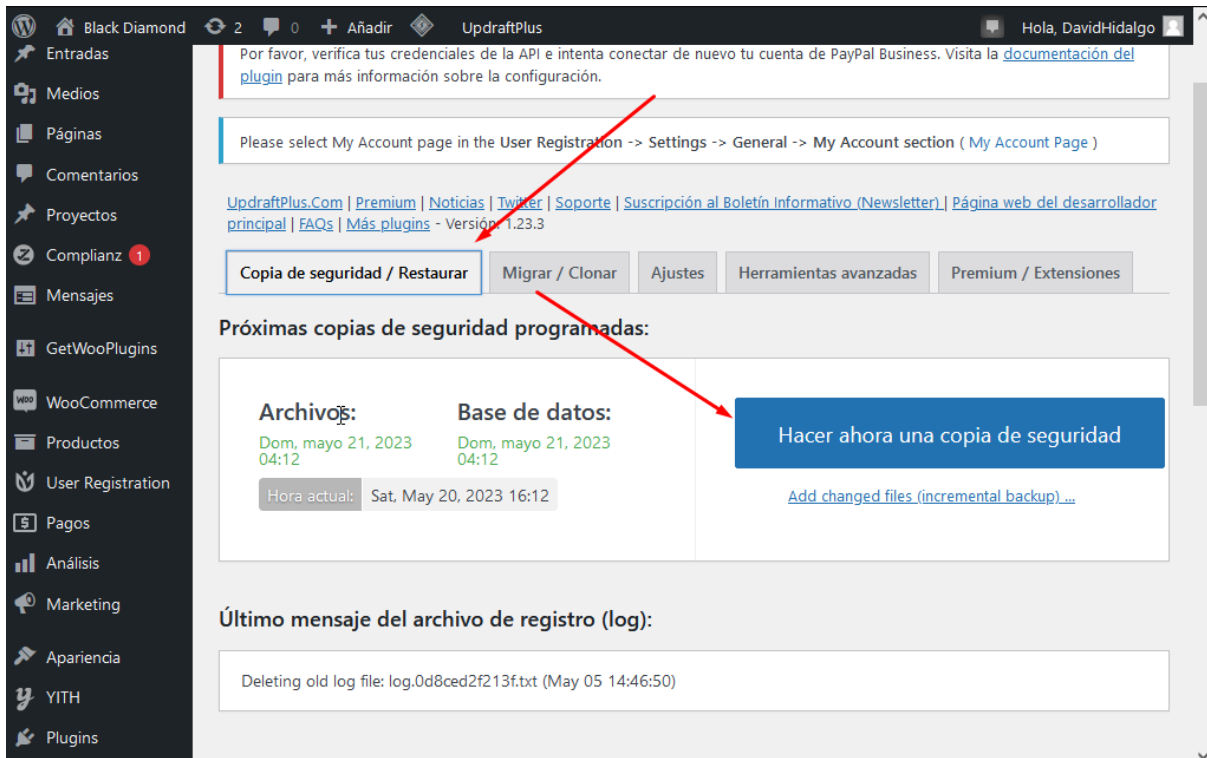 Black Diamond 2 0 + Añadir UpdraftPlus Hola, DavidHidalgo
Entradas
Medios
Páginas
Comentarios
Proyectos
Complianz 1
Mensajes
GetWooPlugins
WOO WooCommerce
Productos
User Registration
Pagos
Análisis
Marketing
Apariencia
YITH
Plugins
Por favor, verifica tus credenciales de la API e intenta conectar de nuevo tu cuenta de PayPal Business. Visita la documentación del
plugin para más información sobre la configuración.
Please select My Account page in the User Registration -> Settings -> General -> My Account section ( My Account Page )
UpdraftPlus.Com | Premium | Noticias | Twitter | Soporte | Suscripción al Boletín Informativo (Newsletter) | Página web del desarrollador
principal | FAQs | Más plugins - Versión: 1.23.3
Copia de seguridad / Restaurar Migrar / Clonar Ajustes Herramientas avanzadas Premium / Extensiones
Próximas copias de seguridad programadas:
Archivos:
Dom, mayo 21, 2023
04:12
Base de datos:
Dom, mayo 21, 2023
04:12
Hora actual: Sat, May 20, 2023 16:12
Hacer ahora una copia de seguridad
Add changed files (incremental backup) ...
Último mensaje del archivo de registro (log):
Deleting old log file: log.0d8ced2f213f.txt (May 05 14:46:50)